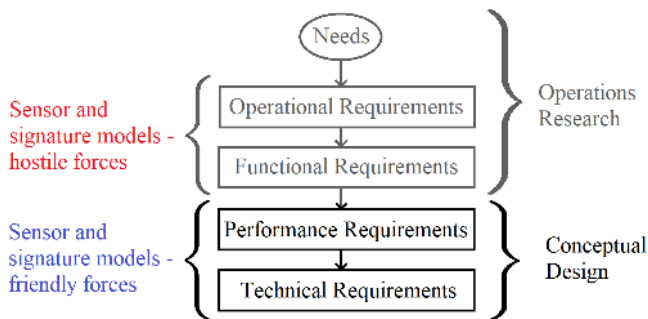 Needs
Operational Requirements
Functional Requirements
Performance Requirements
Technical Requirements
Sensor and
signature models -
hostile forces
Sensor and
signature models -
friendly forces
Operations
Research
Conceptual
Design